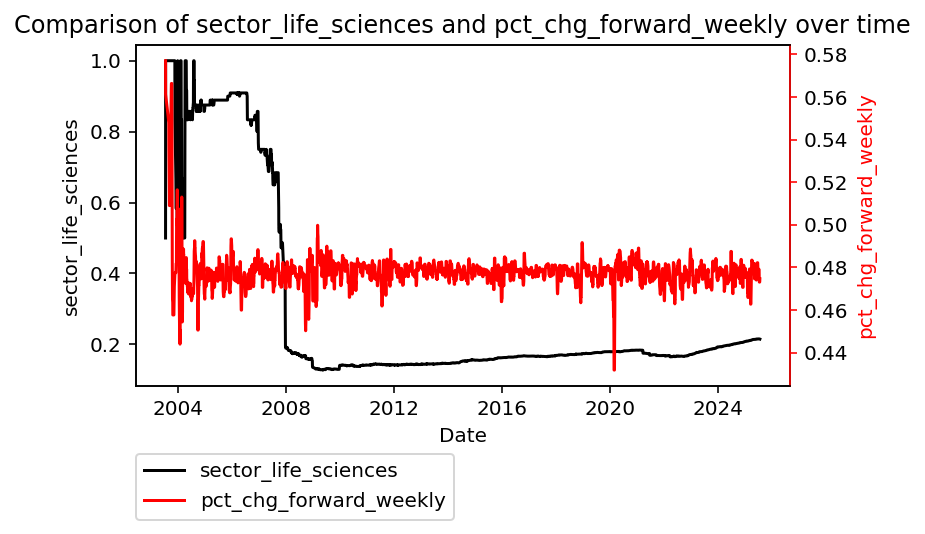 Comparison of sector_life_sciences and pct_chg_forward_weekly over time
1.0
0.8
0.6
0.4
0.2
sector_life_sciences
0.58
0.56
0.54
0.52
0.50
0.48
0.46
0.44
pct_chg_forward_weekly
2004 2008 2012 2016 2020 2024
Date
sector_life_sciences
pct_chg_forward_weekly